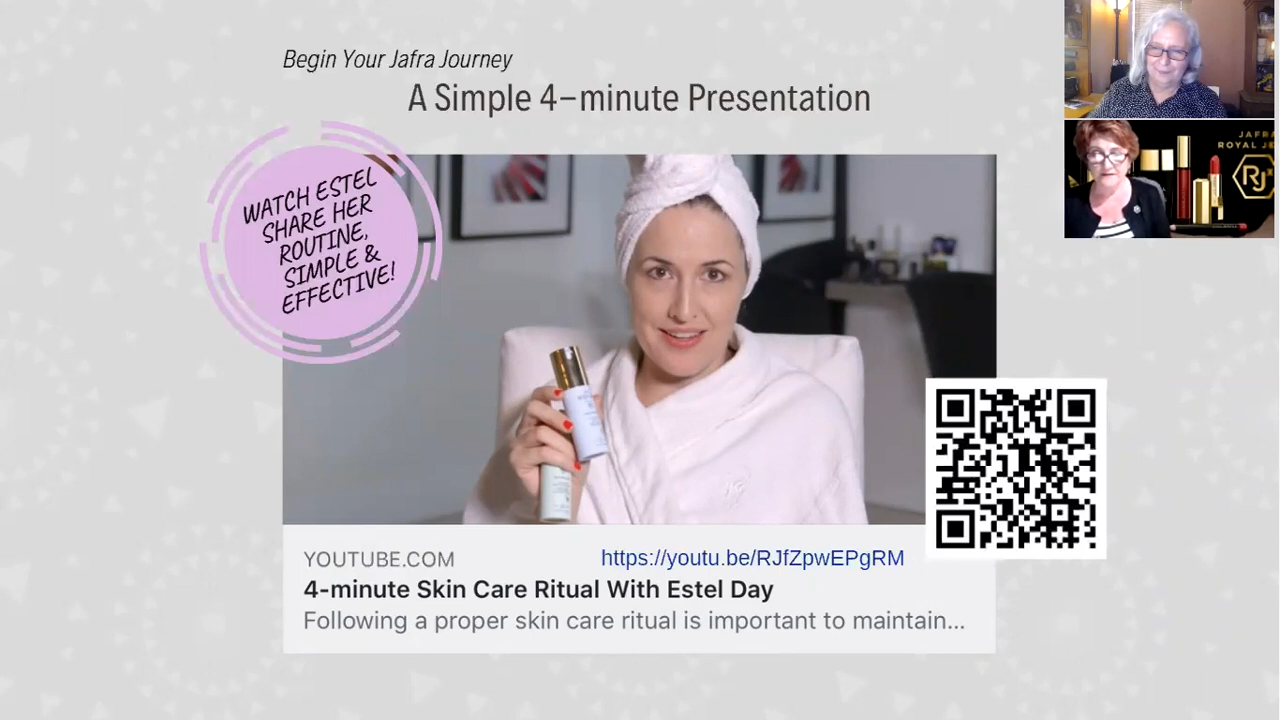 Begin Your Jafra Journey
A Simple 4–minute Presentation
WATCH ESTEL
SHARE HER
ROUTINE,
SIMPLE &
EFFECTIVE!
JAFRA
ROYAL JE
RJ
YOUTUBE.COM
https://youtu.be/RJfZpwEPgRM
4-minute Skin Care Ritual With Estel Day
Following a proper skin care ritual is important to maintain...